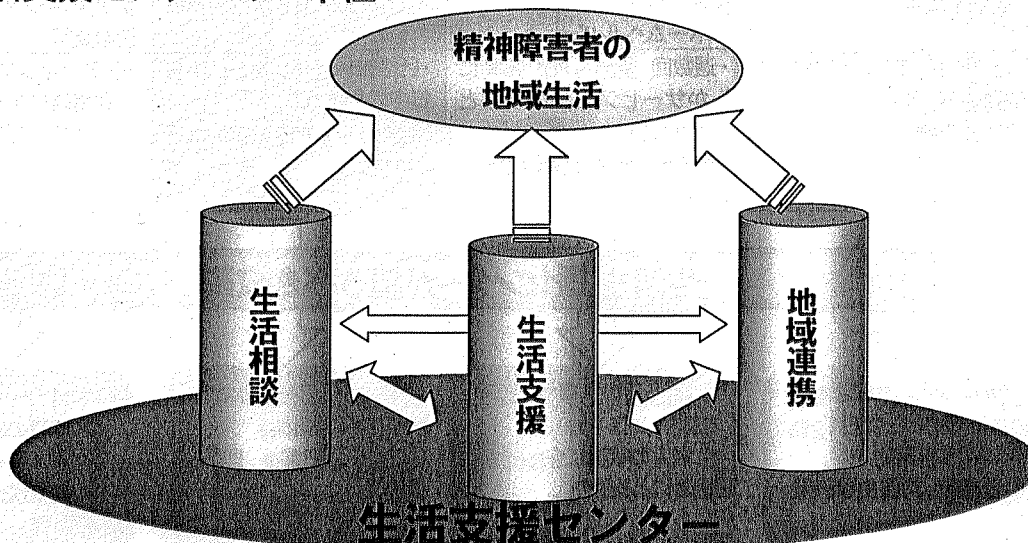 精神障害者の
地域生活
生活相談
生活支援
地域連携
生活支援センター